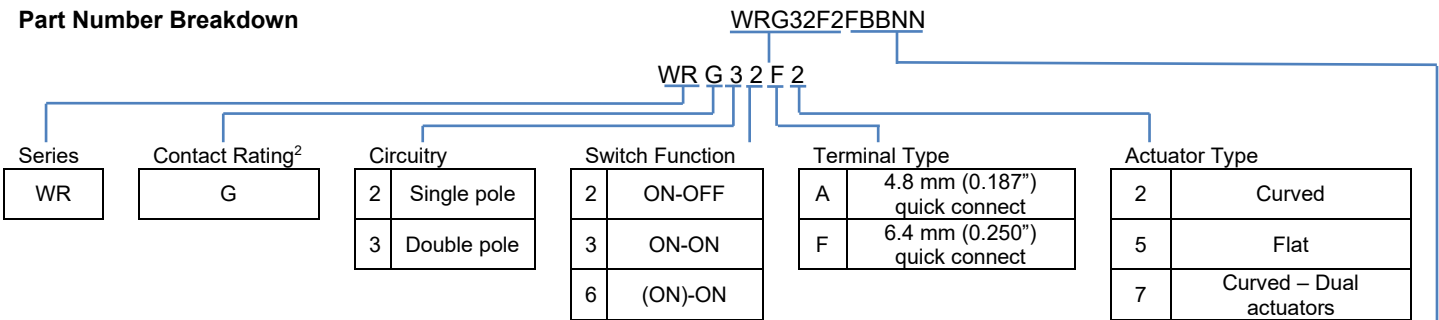 Part Number Breakdown
WRG32F2FBBNN
WR G 3 2 F 2
Series
WR
Contact Rating2
G
Circuitry
2 Single pole
3 Double pole
Switch Function
2 ON-OFF
3 ON-ON
6 (ON)-ON
Terminal Type
A 4.8 mm (0.187”)
quick connect
F 6.4 mm (0.250”)
quick connect
Actuator Type
2 Curved
5 Flat
7 Curved – Dual
actuators